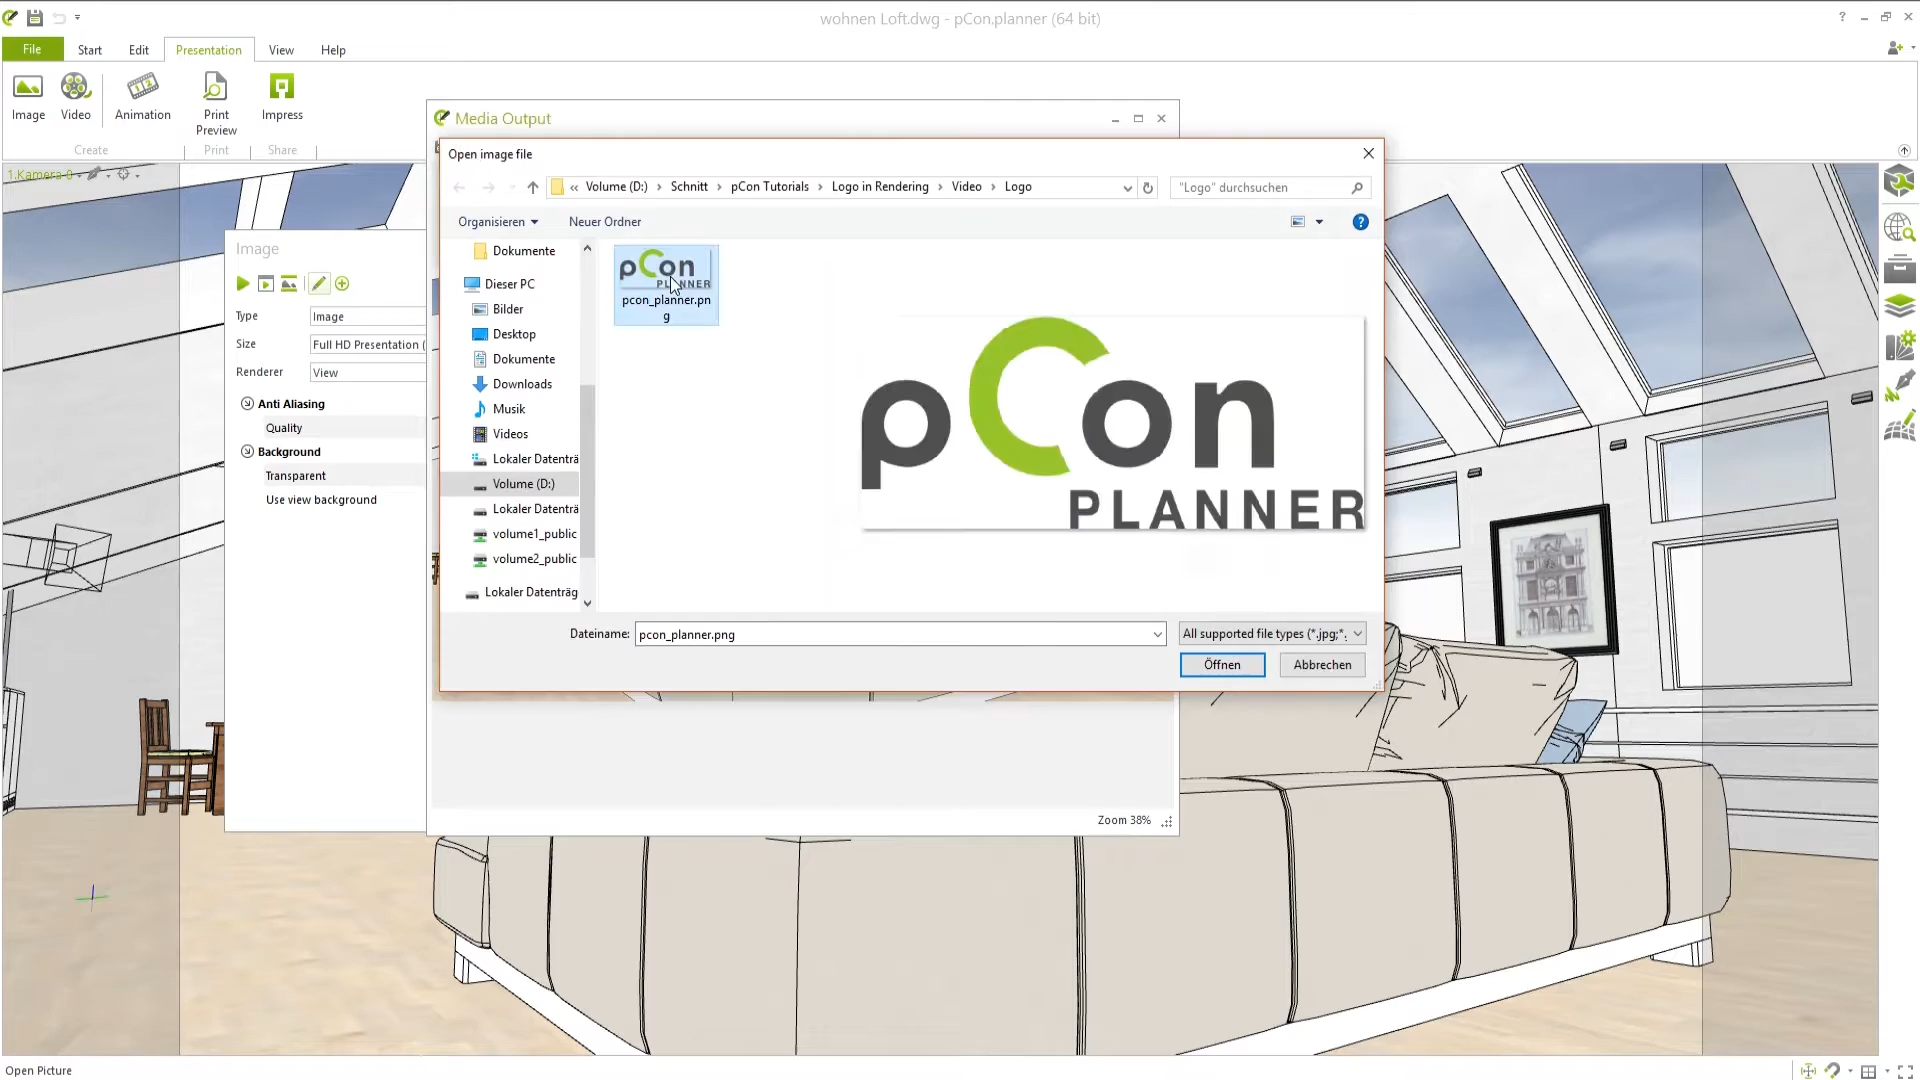 wohnen Loft.dwg - pCon.planner (64 bit)
File
Start
Edit
Presentation
View
Help
Image
Video
Animation
Print
Preview
Impress
Create
Print
Share
1.Kamera-0
Media Output
Open image file
« Volume (D:) › Schnitt › pCon Tutorials › Logo in Rendering › Video › Logo
"Logo" durchsuchen
Organisieren
Neuer Ordner
Dokumente
Dieser PC
Bilder
Desktop
Dokumente
Downloads
Musik
Videos
Lokaler Datenträ
Volume (D:)
Lokaler Datenträ
volume1_public
volume2_public
Lokaler Datenträg
pCon
PLANNER
pcon_planner.pn
g
pCon
PLANNER
Dateiname:
pcon_planner.png
All supported file types (*.jpg;*.
Öffnen
Abbrechen
Image
Type
Image
Size
Full HD Presentation (
Renderer
View
Anti Aliasing
Quality
Background
Transparent
Use view background
Zoom 38%
Open Picture